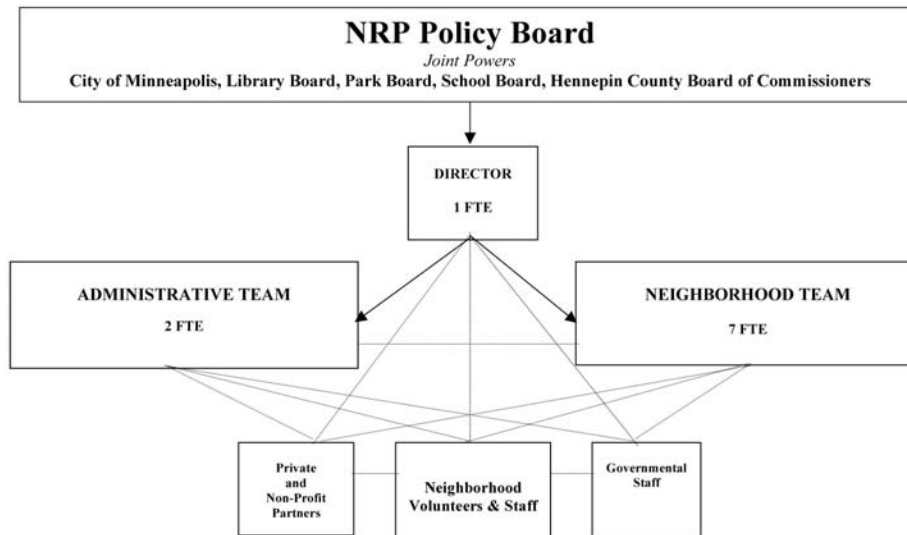 NRP Policy Board
Joint Powers
City of Minneapolis, Library Board, Park Board, School Board, Hennepin County Board of Commissioners
DIRECTOR
1 FTE
ADMINISTRATIVE TEAM
2 FTE
NEIGHBORHOOD TEAM
7 FTE
Private
and
Non-Profit
Partners
Neighborhood
Volunteers & Staff
Governmental
Staff